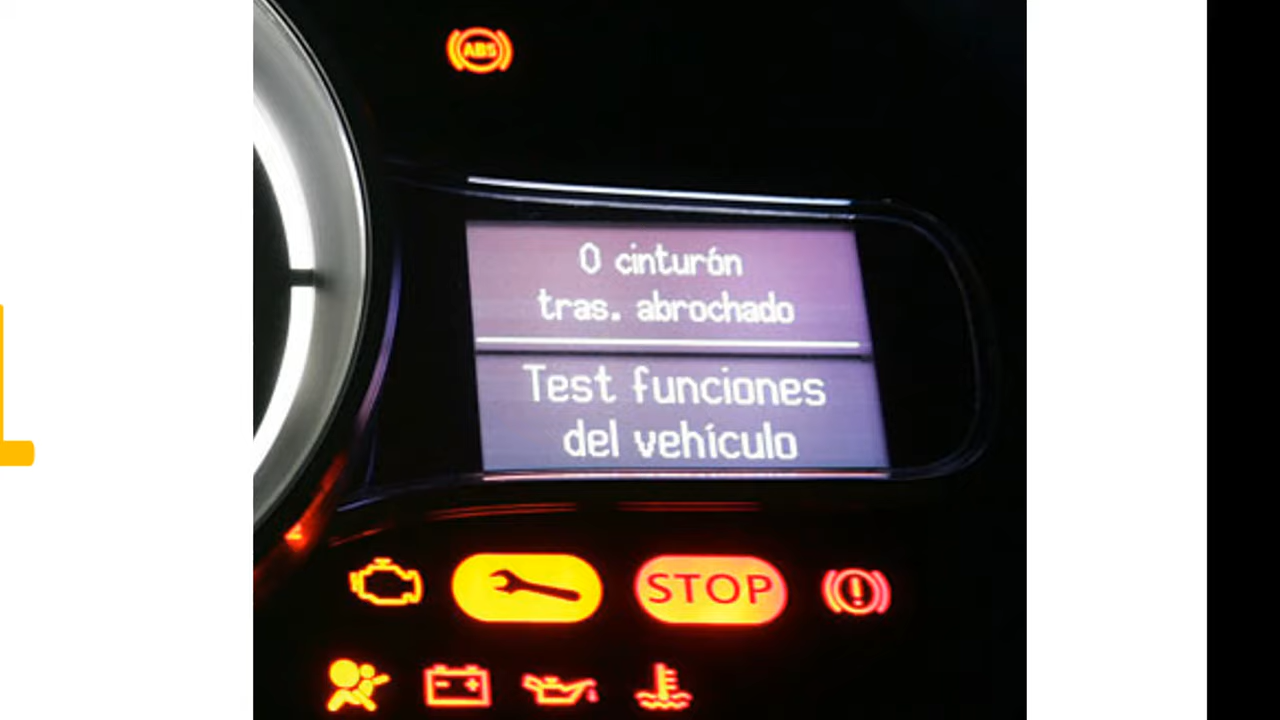 ABS
0 cinturón
tras. abrochado
Test funciones
del vehículo
STOP